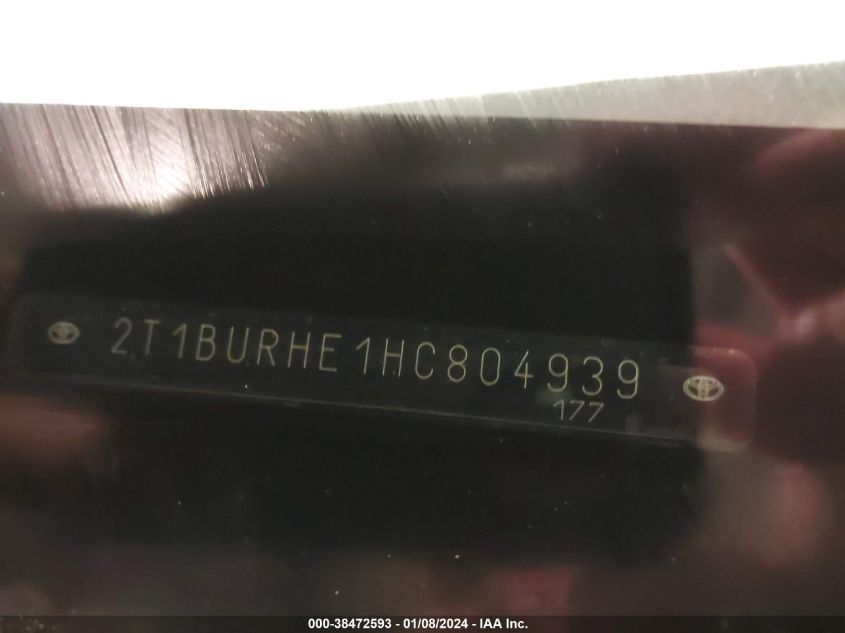 2T1BURHE1HC804939
177
000-38472593 - 01/08/2024 - IAA Inc.